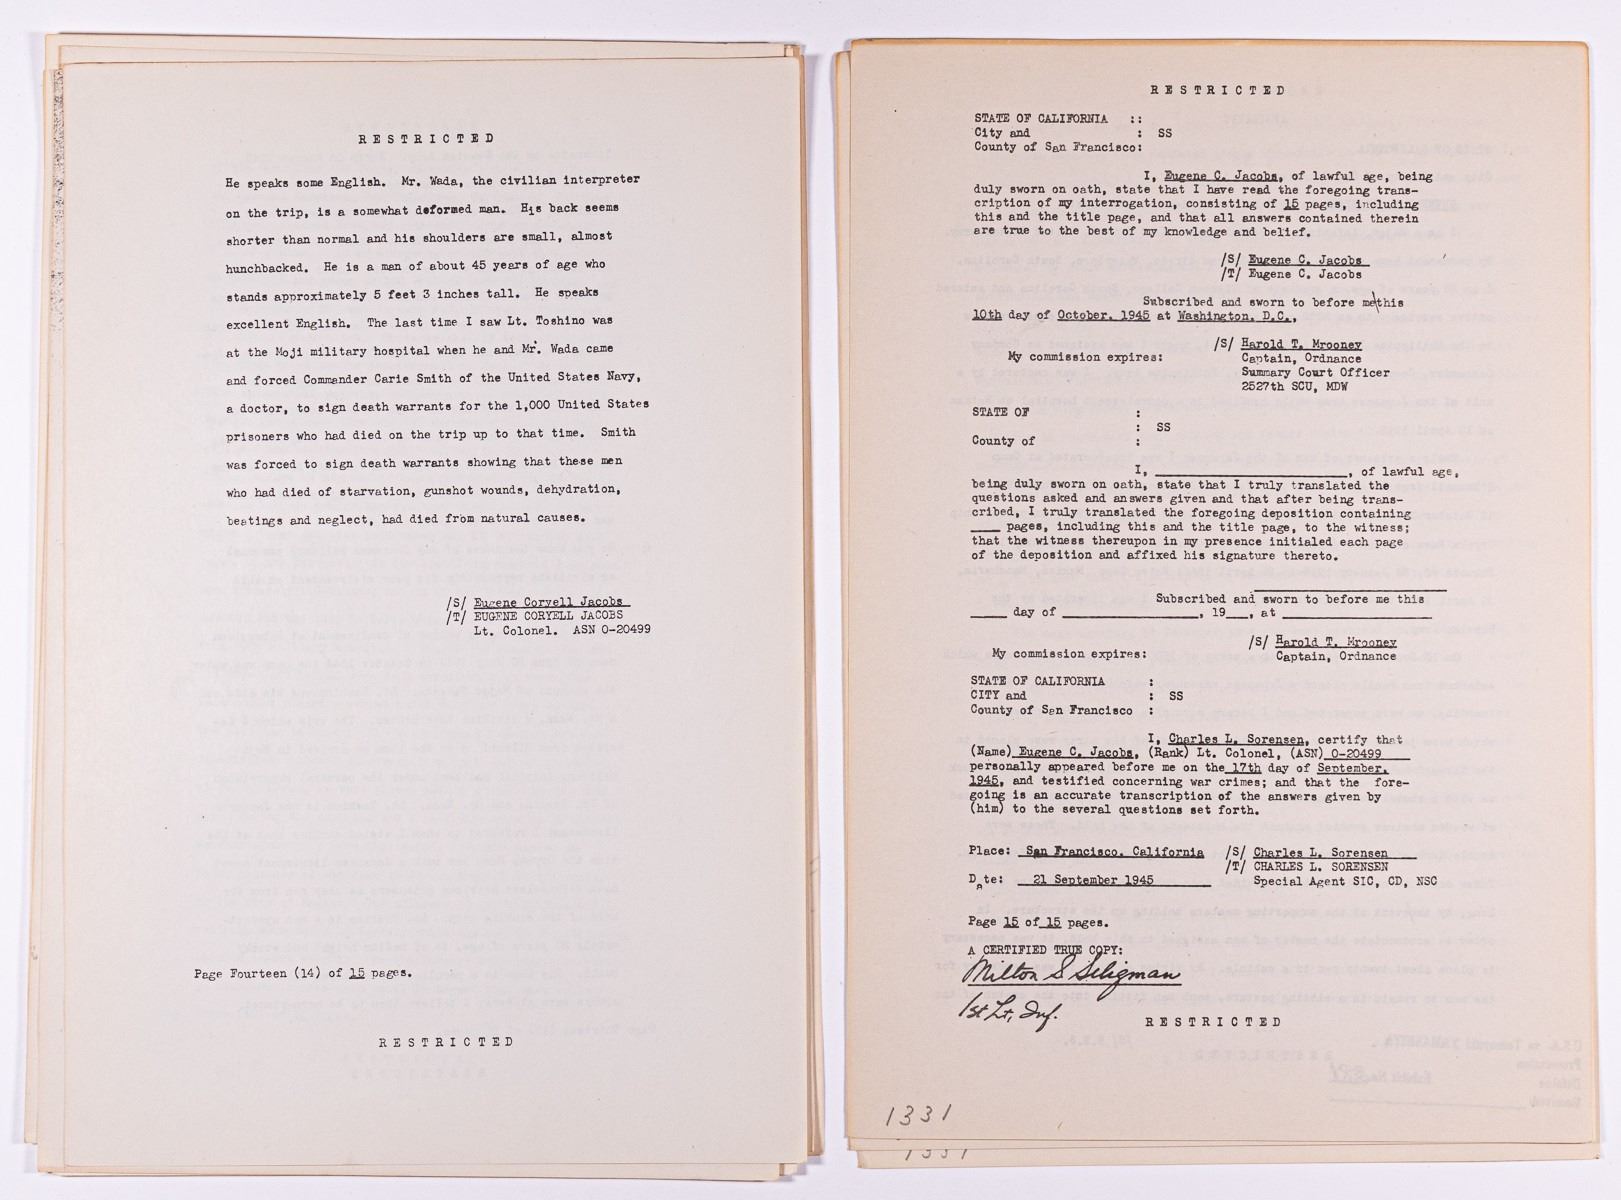 RESTRICTED
He speaks some English. Mr. Wada, the civilian interpreter
on the trip, is a somewhat deformed man. His back seems
shorter than normal and his shoulders are small, almost
hunchbacked. He is a man of about 45 years of age who
stands approximately 5 feet 3 inches tall. He speaks
excellent English. The last time I saw Lt. Toshino was
at the Moji military hospital when he and Mr. Wada came
and forced Commander Carie Smith of the United States Navy,
a doctor, to sign death warrants for the 1,000 United States
prisoners who had died on the trip up to that time. Smith
was forced to sign death warrants showing that these men
who had died of starvation, gunshot wounds, dehydration,
beatings and neglect, had died from natural causes.
/S/ Eugene Coryell Jacobs
/T/ EUGENE CORYELL JACOBS
Lt. Colonel. ASN O-20499
Page Fourteen (14) of 15 pages.
RESTRICTED
RESTRICTED
STATE OF CALIFORNIA ::
City and : SS
County of San Francisco:
I, Eugene C. Jacobs, of lawful age, being
duly sworn on oath, state that I have read the foregoing trans-
cription of my interrogation, consisting of 15 pages, including
this and the title page, and that all answers contained therein
are true to the best of my knowledge and belief.
/S/ Eugene C. Jacobs
/T/ Eugene C. Jacobs
Subscribed and sworn to before me this
10th day of October, 1945 at Washington, D.C.,
/S/ Harold T. Mrooney
My commission expires: Captain, Ordnance
Summary Court Officer
2527th SCU, MDW
STATE OF :
: SS
County of :
I, ____________________, of lawful age,
being duly sworn on oath, state that I truly translated the
questions asked and answers given and that after being trans-
cribed, I truly translated the foregoing deposition containing
____ pages, including this and the title page, to the witness;
that the witness thereupon in my presence initialed each page
of the deposition and affixed his signature thereto.
Subscribed and sworn to before me this
_____ day of ___________________, 19___, at ____________________
/S/ Harold T. Mrooney
My commission expires: Captain, Ordnance
STATE OF CALIFORNIA :
CITY and : SS
County of San Francisco :
I, Charles L. Sorensen, certify that
(Name) Eugene C. Jacobs, (Rank) Lt. Colonel, (ASN) O-20499
personally appeared before me on the 17th day of September,
1945, and testified concerning war crimes; and that the fore-
going is an accurate transcription of the answers given by
(him) to the several questions set forth.
Place: San Francisco, California /S/ Charles L. Sorensen
/T/ CHARLES L. SORENSEN
Date: 21 September 1945 Special Agent SIC, CD, NSC
Page 15 of 15 pages.
A CERTIFIED TRUE COPY:
Milton S Seligman
1st Lt, Inf.
RESTRICTED
1331
1331